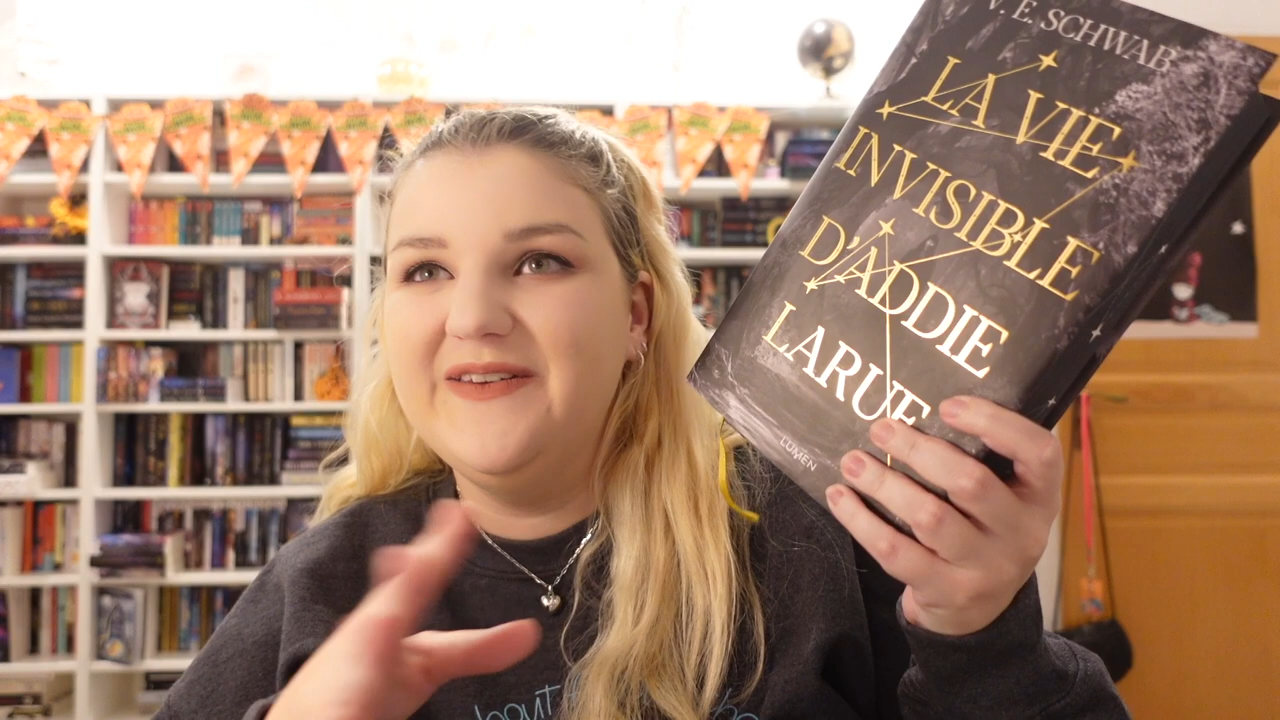 V. E. SCHWAB
LA VIE
INVISIBLE
D'ADDIE
LARUE
LUMEN